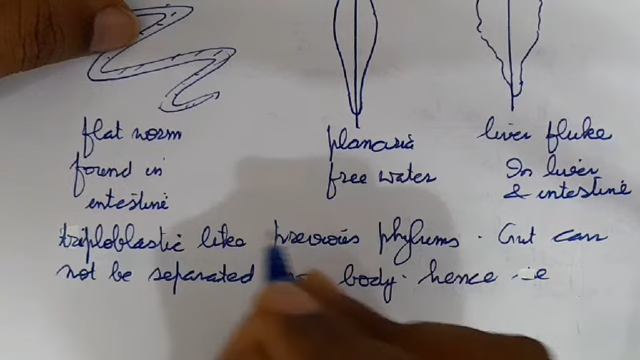 flat worm
found in
intestine
planaria
free water
liver fluke
In liver
& intestine
triploblastic like previous phylums. Gut can
not be separated body. hence